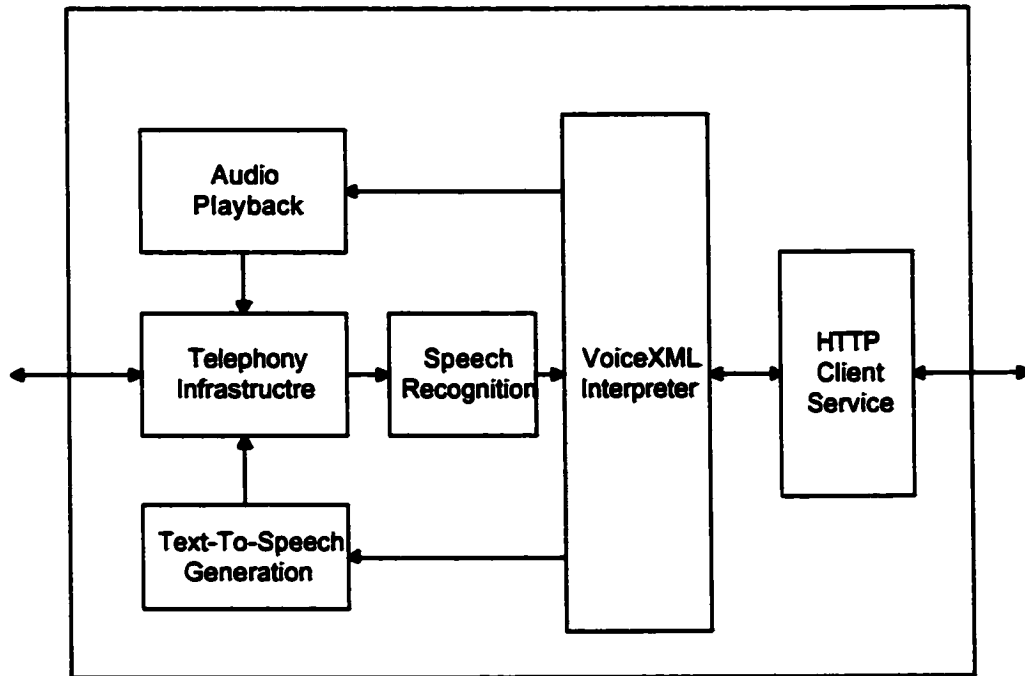 Audio
Playback
Telephony
Infrastructre
Speech
Recognition
VoiceXML
Interpreter
HTTP
Client
Service
Text-To-Speech
Generation